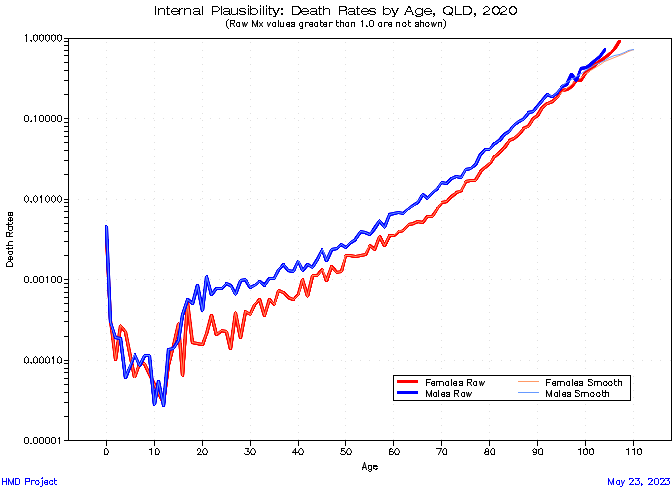 Internal Plausibility: Death Rates by Age, QLD, 2020
(Raw Mx values greater than 1.0 are not shown)
1.00000
0.10000
0.01000
0.00100
0.00010
0.00001
Death Rates
0 10 20 30 40 50 60 70 80 90 100 110
Age
Females Raw Females Smooth
Males Raw Males Smooth
HMD Project May 23, 2023